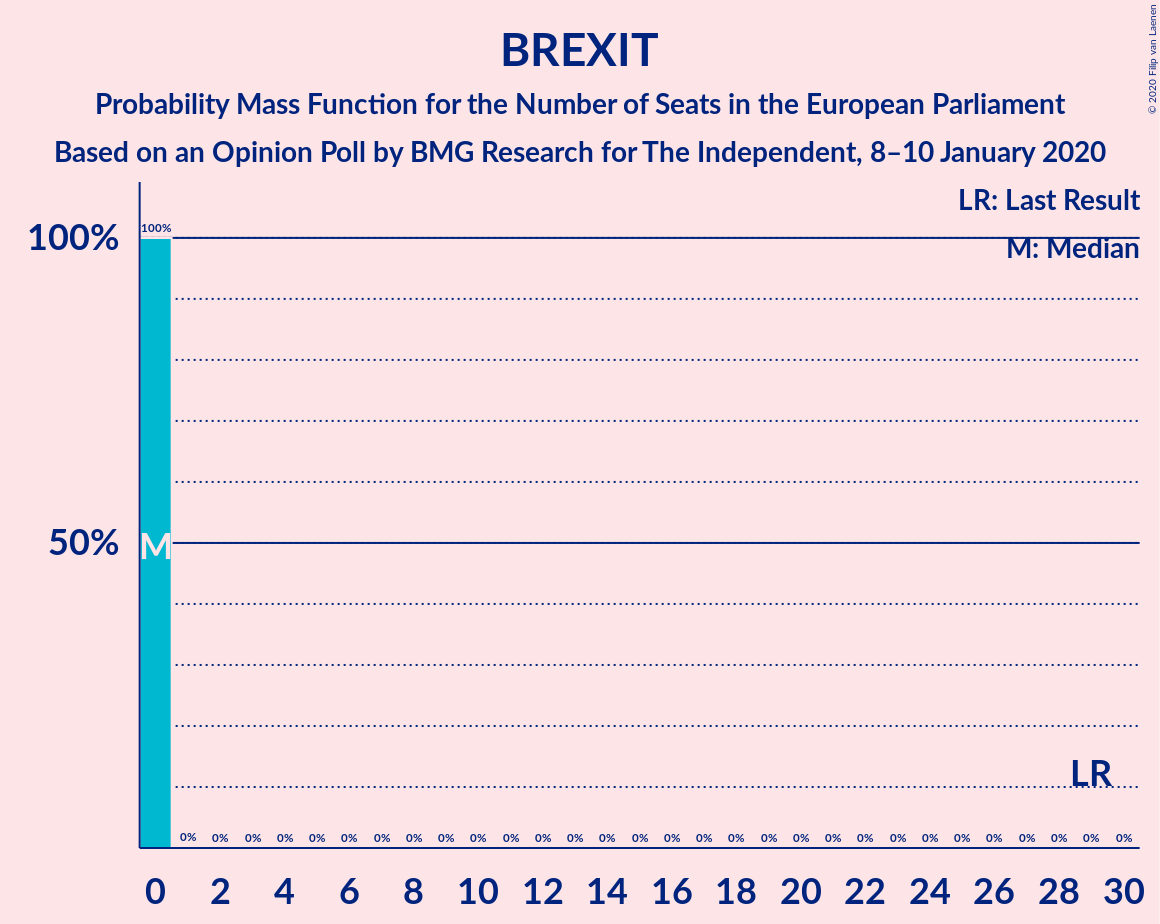 BREXIT
Probability Mass Function for the Number of Seats in the European Parliament
Based on an Opinion Poll by BMG Research for The Independent, 8–10 January 2020
© 2020 Filip van Laenen
LR: Last Result
M: Median
100%
100%
50%
M
LR
0% 0% 0% 0% 0% 0% 0% 0% 0% 0% 0% 0% 0% 0% 0% 0% 0% 0% 0% 0% 0% 0% 0% 0% 0% 0% 0% 0% 0% 0%
0 2 4 6 8 10 12 14 16 18 20 22 24 26 28 30